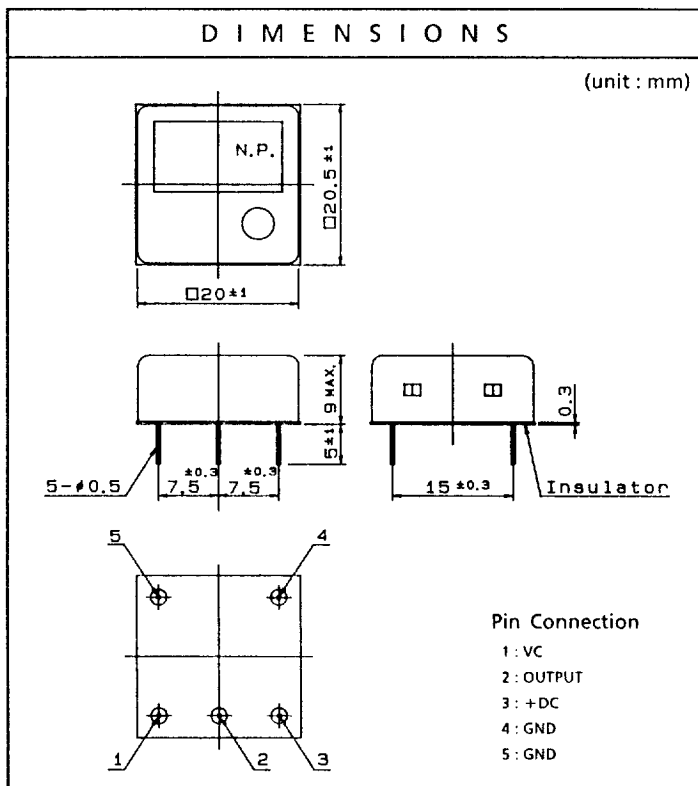 DIMENSIONS
(unit : mm)
N.P.
□20.5±1
□20±1
9 MAX.
5±1
0.3
5-ø0.5
7.5±0.3
7.5±0.3
15±0.3
Insulator
5
4
1
2
3
Pin Connection
1 : VC
2 : OUTPUT
3 : +DC
4 : GND
5 : GND